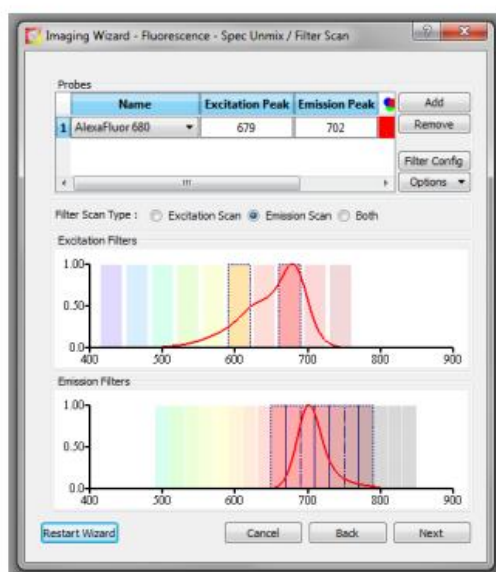 Imaging Wizard - Fluorescence - Spec Unmix / Filter Scan
Probes
Name Excitation Peak Emission Peak Add
1 AlexaFluor 680 679 702 Remove
Filter Config
Options
Filter Scan Type : Excitation Scan Emission Scan Both
Excitation Filters
1.00
0.50
0.0
400 500 600 700 800 900
Emission Filters
1.00
0.50
0.0
400 500 600 700 800 900
Restart Wizard Cancel Back Next